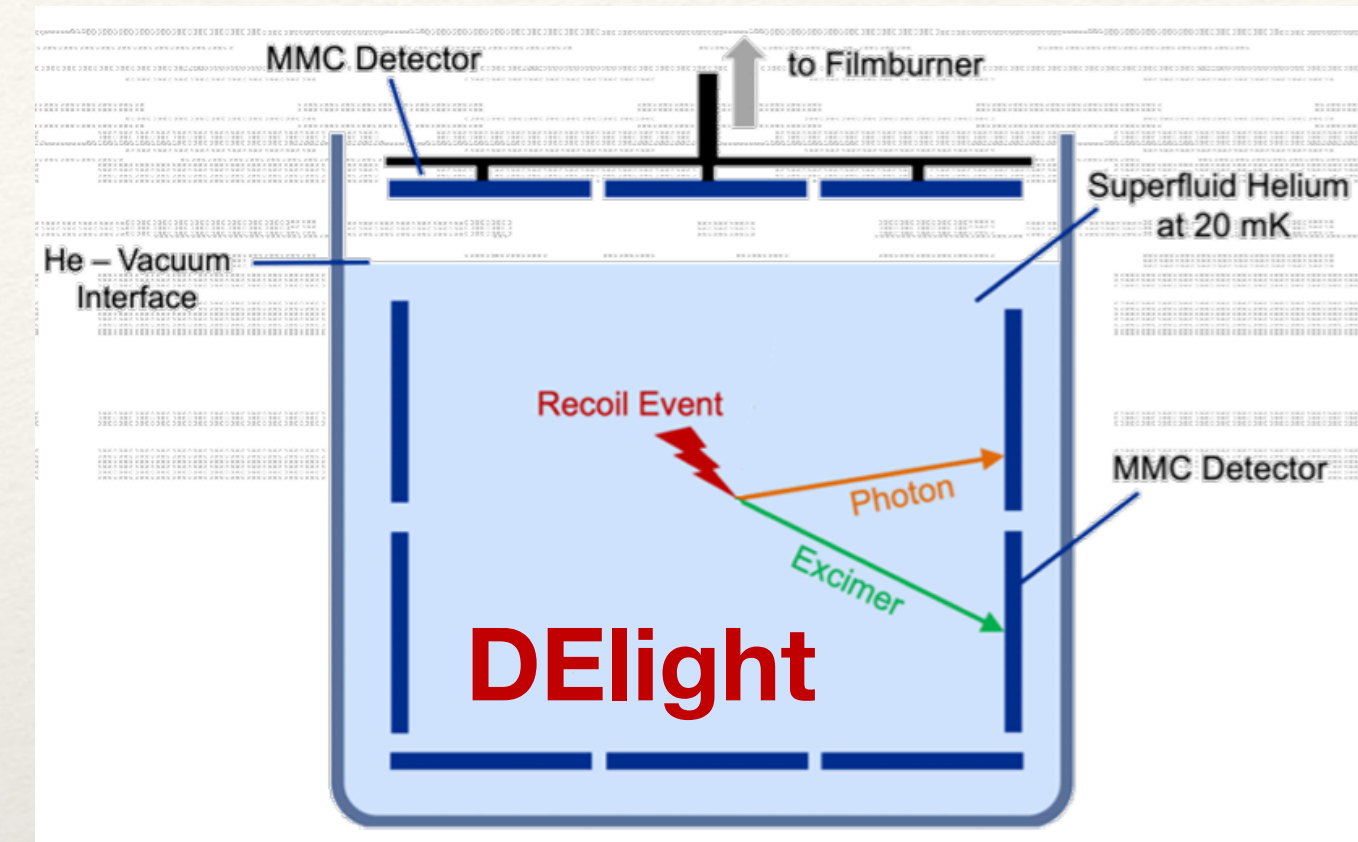 MMC Detector
to Filmburner
Superfluid Helium
at 20 mK
He – Vacuum
Interface
Recoil Event
MMC Detector
Photon
Excimer
DElight